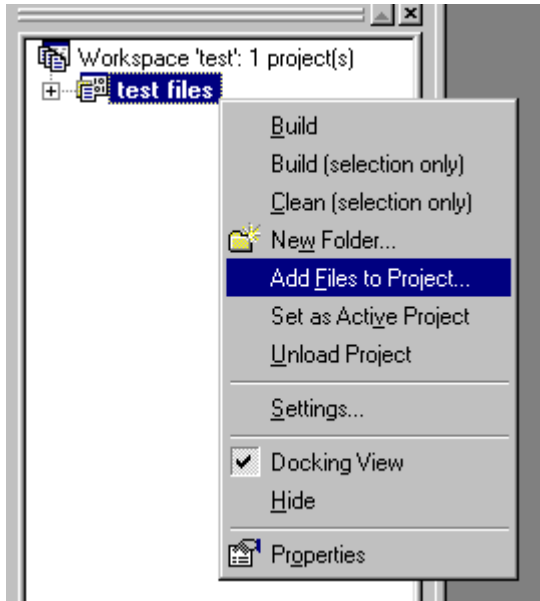 Workspace 'test': 1 project(s)
test files
Build
Build (selection only)
Clean (selection only)
New Folder...
Add Files to Project...
Set as Active Project
Unload Project
Settings...
Docking View
Hide
Properties